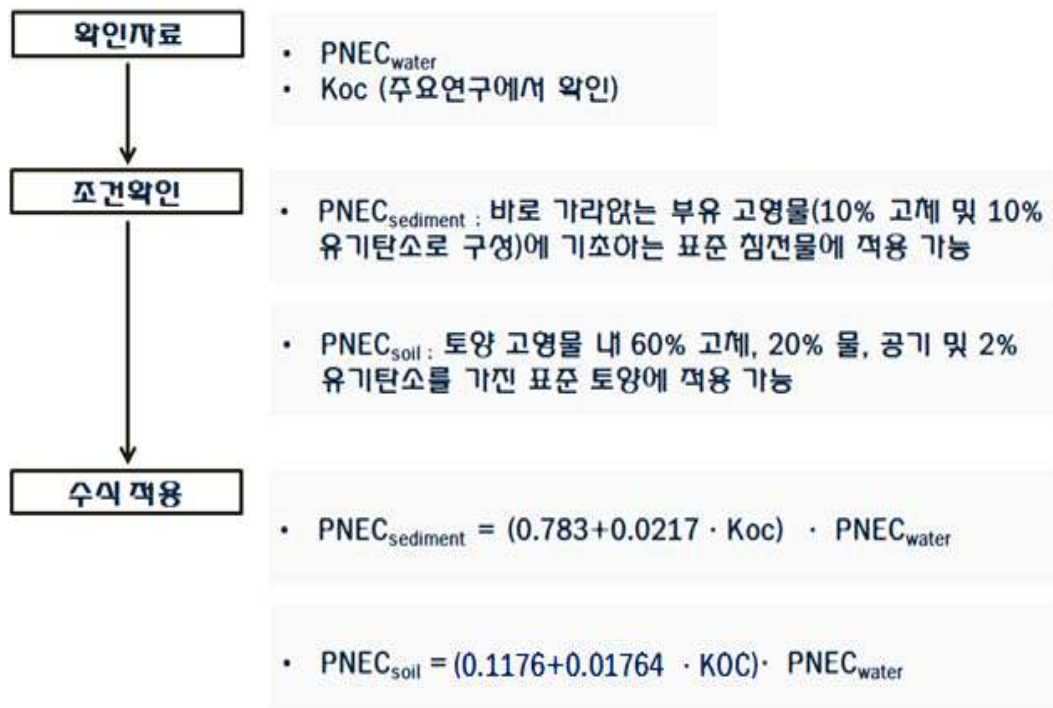 확인자료
• PNECwater
• Koc (주요연구에서 확인)
조건확인
• PNECsediment : 바로 가라앉는 부유 고형물(10% 고체 및 10%
유기탄소로 구성)에 기초하는 표준 침전물에 적용 가능
• PNECsoil : 토양 고형물 내 60% 고체, 20% 물, 공기 및 2%
유기탄소를 가진 표준 토양에 적용 가능
수식 적용
• PNECsediment = (0.783+0.0217 · Koc) · PNECwater
• PNECsoil = (0.1176+0.01764 · KOC)· PNECwater